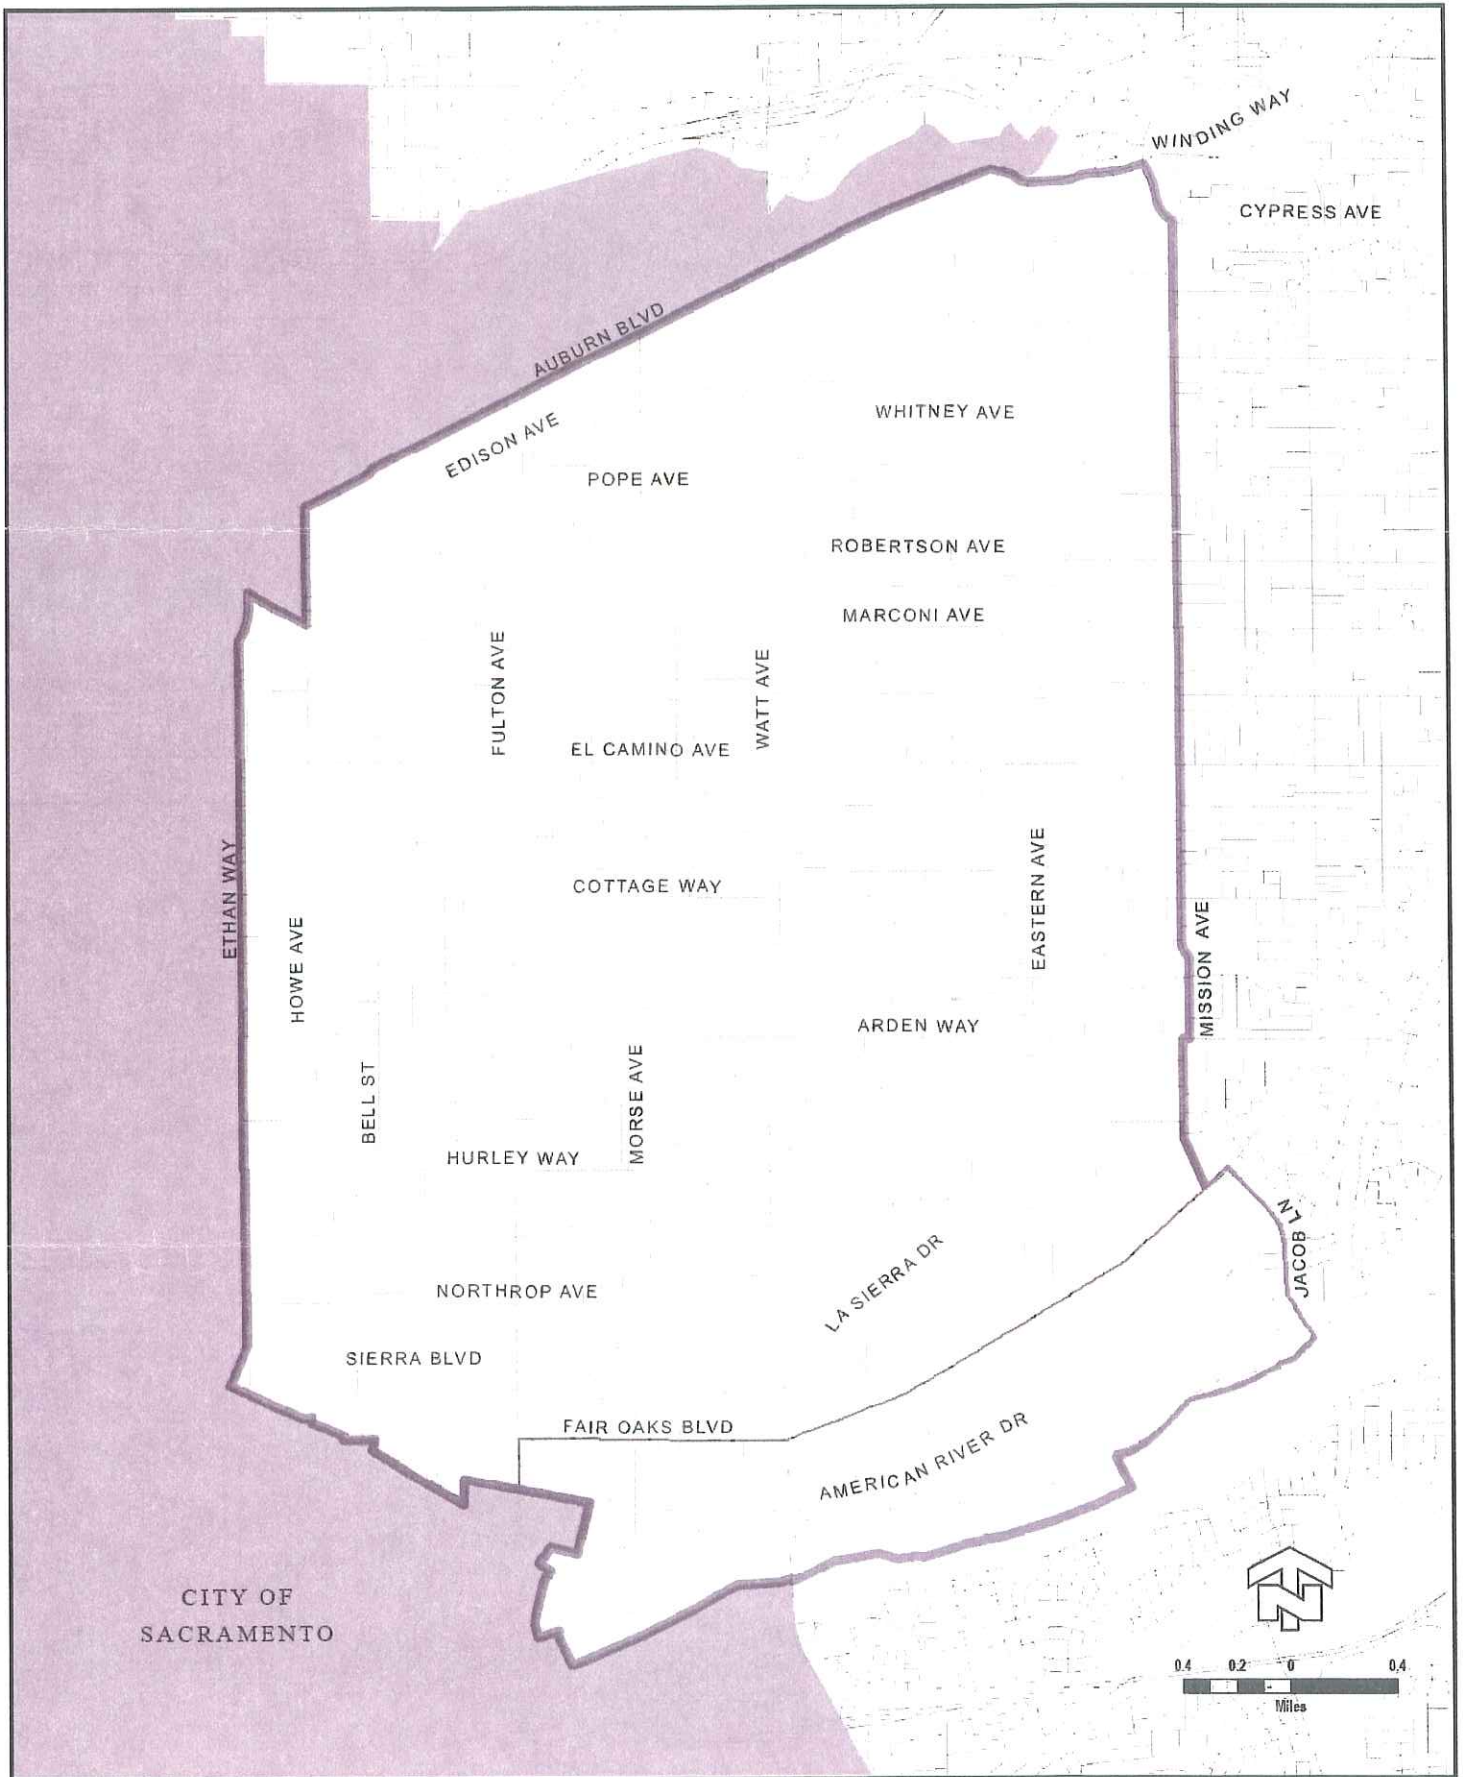 WINDING WAY
CYPRESS AVE
AUBURN BLVD
WHITNEY AVE
EDISON AVE
POPE AVE
ROBERTSON AVE
MARCONI AVE
FULTON AVE
WATT AVE
EL CAMINO AVE
ETHAN WAY
COTTAGE WAY
EASTERN AVE
HOWE AVE
MISSION AVE
ARDEN WAY
BELL ST
MORSE AVE
HURLEY WAY
JACOB LN
LA SIERRA DR
NORTHROP AVE
SIERRA BLVD
FAIR OAKS BLVD
AMERICAN RIVER DR
CITY OF
SACRAMENTO
N
0.4 0.2 0 0.4
Miles